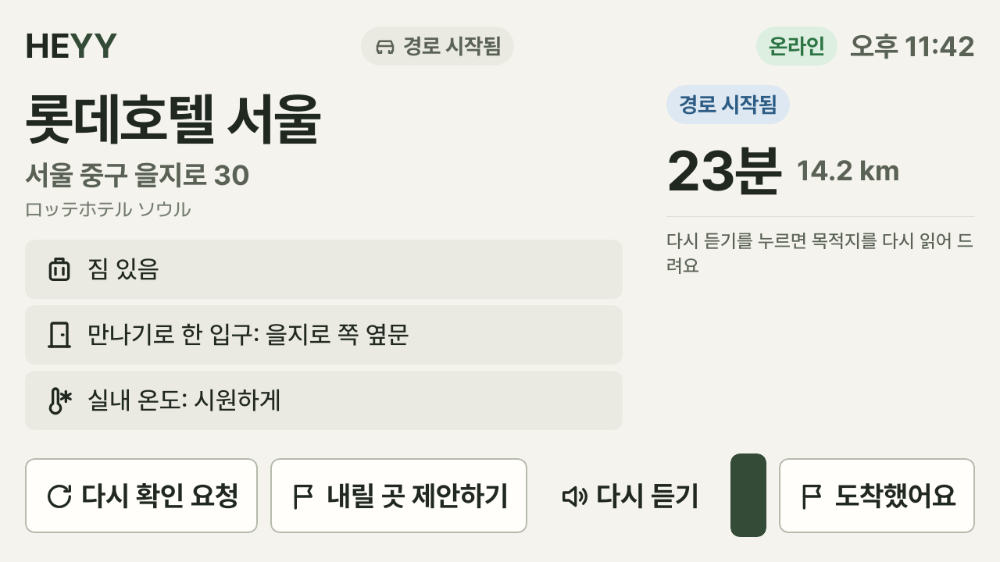 HEYY
경로 시작됨
온라인
오후 11:42
롯데호텔 서울
서울 중구 을지로 30
ロッテホテル ソウル
경로 시작됨
23분 14.2 km
다시 듣기를 누르면 목적지를 다시 읽어 드
려요
짐 있음
만나기로 한 입구: 을지로 쪽 옆문
실내 온도: 시원하게
다시 확인 요청
내릴 곳 제안하기
다시 듣기
도착했어요